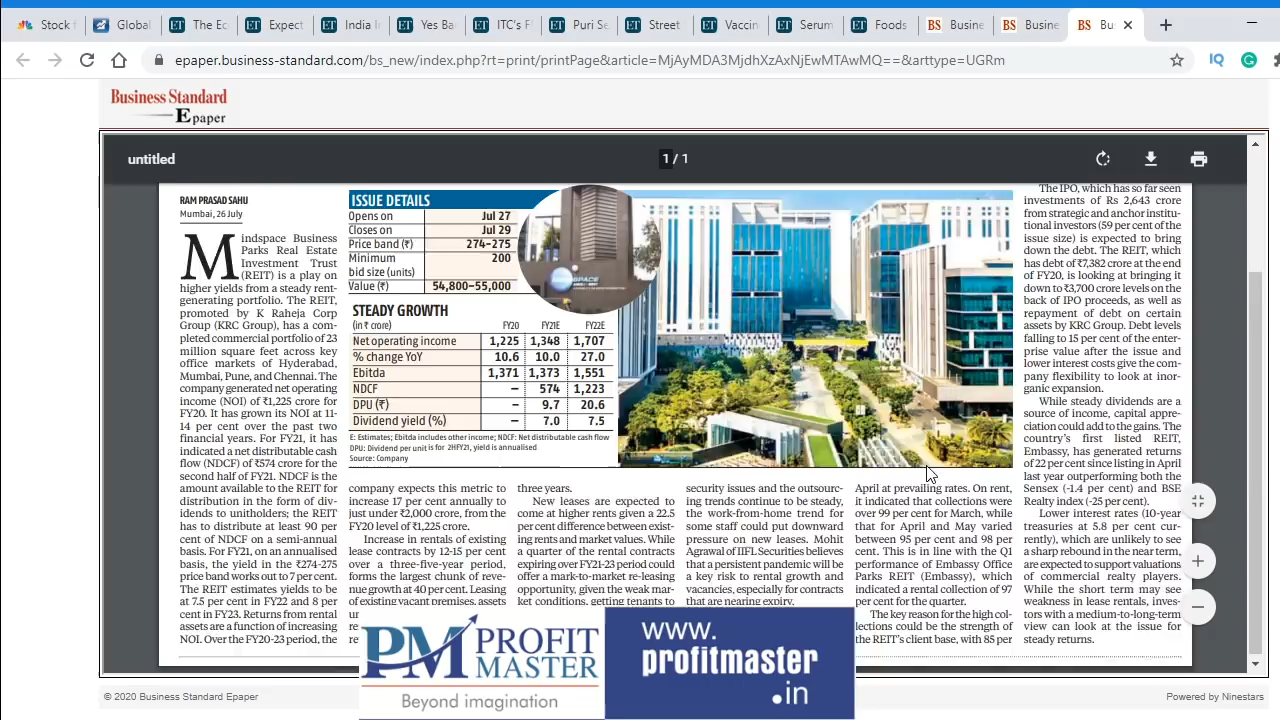 Stock f
Global
The Ec
Expect
India In
Yes Ba
ITC's F
Puri Se
Street
Vaccin
Serum
Foods
Busine
Busine
Bu
epaper.business-standard.com/bs_new/index.php?rt=print/printPage&article=MjAyMDA3MjdhXzAxNjEwMTAwMQ==&arttype=UGRm
Business Standard
Epaper
untitled
1 / 1
RAM PRASAD SAHU
Mumbai, 26 July
Mindspace Business
Parks Real Estate
Investment Trust
(REIT) is a play on
higher yields from a steady rent-
generating portfolio. The REIT,
promoted by K Raheja Corp
Group (KRC Group), has a com-
pleted commercial portfolio of 23
million square feet across key
office markets of Hyderabad,
Mumbai, Pune, and Chennai. The
company generated net operating
income (NOI) of ₹1,225 crore for
FY20. It has grown its NOI at 11-
14 per cent over the past two
financial years. For FY21, it has
indicated a net distributable cash
flow (NDCF) of ₹574 crore for the
second half of FY21. NDCF is the
amount available to the REIT for
distribution in the form of div-
idends to unitholders; the REIT
has to distribute at least 90 per
cent of NDCF on a semi-annual
basis. For FY21, on an annualised
basis, the yield in the ₹274-275
price band works out to 7 per cent.
The REIT estimates yields to be
at 7.5 per cent in FY22 and 8 per
cent in FY23. Returns from rental
assets are a function of increasing
NOI. Over the FY20-23 period, the
ISSUE DETAILS
Opens on Jul 27
Closes on Jul 29
Price band (₹) 274-275
Minimum 200
bid size (units)
Value (₹) 54,800-55,000
STEADY GROWTH
(in ₹ crore) FY20 FY21E FY22E
Net operating income 1,225 1,348 1,707
% change YoY 10.6 10.0 27.0
Ebitda 1,371 1,373 1,551
NDCF – 574 1,223
DPU (₹) – 9.7 20.6
Dividend yield (%) – 7.0 7.5
E: Estimates; Ebitda includes other income; NDCF: Net distributable cash flow
DPU: Dividend per unit is for 2HFY21, yield is annualised
Source: Company
company expects this metric to
increase 17 per cent annually to
just under ₹2,000 crore, from the
FY20 level of ₹1,225 crore.
Increase in rentals of existing
lease contracts by 12-15 per cent
over a three-five-year period,
forms the largest chunk of reve-
nue growth at 40 per cent. Leasing
of existing vacant premises, assets
three years.
New leases are expected to
come at higher rents given a 22.5
per cent difference between exist-
ing rents and market values. While
a quarter of the rental contracts
expiring over FY21-23 period could
offer a mark-to-market re-leasing
opportunity, given the weak mar-
ket conditions, getting tenants to
security issues and the outsourc-
ing trends continue to be steady,
the work-from-home trend for
some staff could put downward
pressure on new leases. Mohit
Agrawal of IIFL Securities believes
that a persistent pandemic will be
a key risk to rental growth and
vacancies, especially for contracts
that are nearing expiry.
April at prevailing rates. On rent,
it indicated that collections were
over 99 per cent for March, while
that for April and May varied
between 95 per cent and 98 per
cent. This is in line with the Q1
performance of Embassy Office
Parks REIT (Embassy), which
indicated a rental collection of 97
per cent for the quarter.
The key reason for the high col-
lections could be the strength of
the REIT's client base, with 85 per
The IPO, which has so far seen
investments of Rs 2,643 crore
from strategic and anchor institu-
tional investors (59 per cent of the
issue size) is expected to bring
down the debt. The REIT, which
has debt of ₹7,382 crore at the end
of FY20, is looking at bringing it
down to ₹3,700 crore levels on the
back of IPO proceeds, as well as
repayment of debt on certain
assets by KRC Group. Debt levels
falling to 15 per cent of the enter-
prise value after the issue and
lower interest costs give the com-
pany flexibility to look at inor-
ganic expansion.
While steady dividends are a
source of income, capital appre-
ciation could add to the gains. The
country's first listed REIT,
Embassy, has generated returns
of 22 per cent since listing in April
last year outperforming both the
Sensex (-1.4 per cent) and BSE
Realty index (-25 per cent).
Lower interest rates (10-year
treasuries at 5.8 per cent cur-
rently), which are unlikely to see
a sharp rebound in the near term,
are expected to support valuations
of commercial realty players.
While the short term may see
weakness in lease rentals, inves-
tors with a medium-to-long-term
view can look at the issue for
steady returns.
PM PROFIT
MASTER
Beyond imagination
www.
profitmaster
.in
© 2020 Business Standard Epaper
Powered by Ninestars